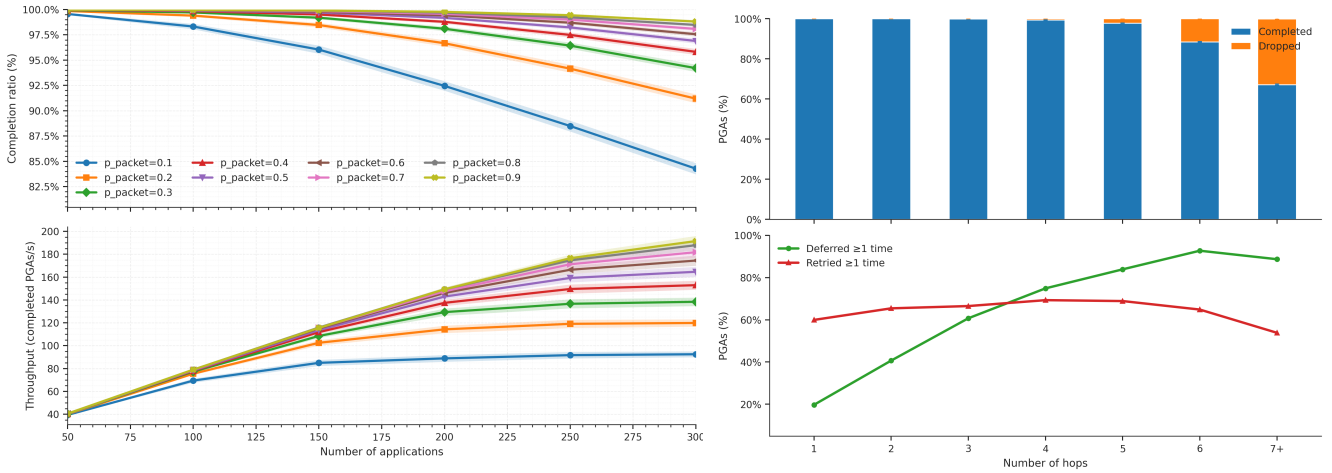 100.0%
97.5%
95.0%
92.5%
90.0%
87.5%
85.0%
82.5%
Completion ratio (%)
p_packet=0.1
p_packet=0.2
p_packet=0.3
p_packet=0.4
p_packet=0.5
p_packet=0.6
p_packet=0.7
p_packet=0.8
p_packet=0.9
200
180
160
140
120
100
80
60
40
Throughput (completed PGAs/s)
50 75 100 125 150 175 200 225 250 275 300
Number of applications
100%
80%
60%
40%
20%
0%
PGAs (%)
Completed
Dropped
100%
80%
60%
40%
20%
PGAs (%)
Deferred ≥1 time
Retried ≥1 time
1 2 3 4 5 6 7+
Number of hops